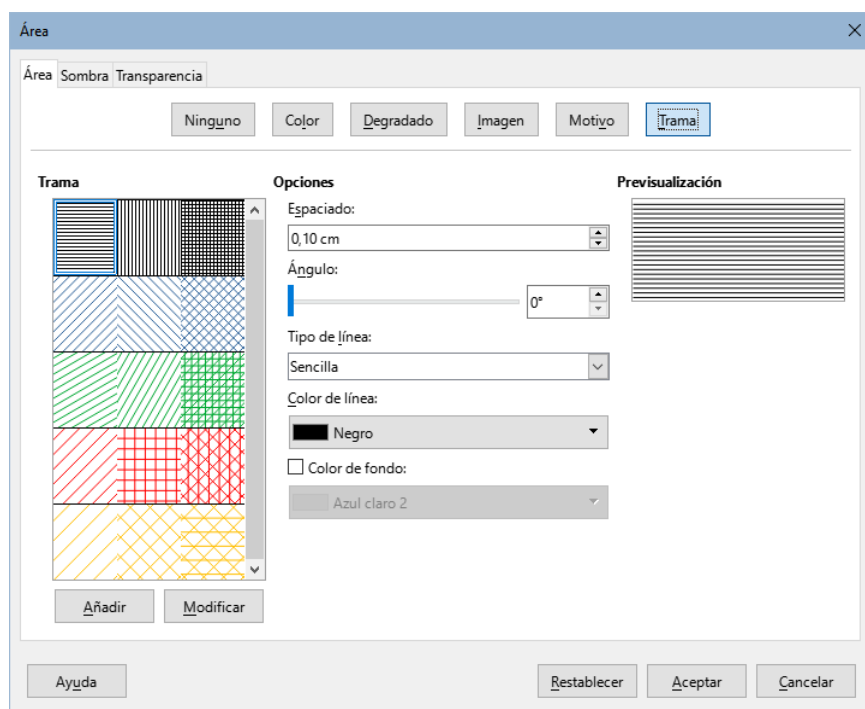 Área
Área Sombra Transparencia
Ninguno Color Degradado Imagen Motivo Trama
Trama
Opciones
Espaciado:
0,10 cm
Ángulo:
0°
Tipo de línea:
Sencilla
Color de línea:
Negro
Color de fondo:
Azul claro 2
Previsualización
Añadir Modificar
Ayuda Restablecer Aceptar Cancelar